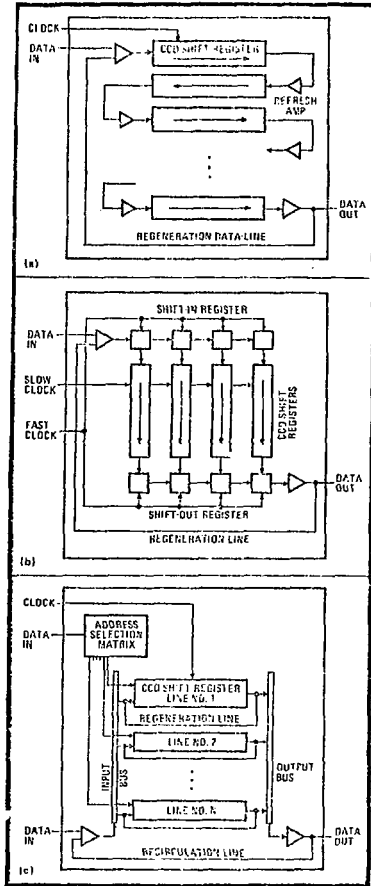 CLOCK
DATA IN
CCD SHIFT REGISTER
REFRESH AMP
DATA OUT
REGENERATION DATA-LINE
(a)
SHIFT-IN REGISTER
DATA IN
SLOW CLOCK
FAST CLOCK
CCD SHIFT REGISTERS
DATA OUT
SHIFT-OUT REGISTER
REGENERATION LINE
(b)
CLOCK
ADDRESS SELECTION MATRIX
DATA IN
CCD SHIFT REGISTER LINE NO. 1
REGENERATION LINE
LINE NO. 2
INPUT BUS
OUTPUT BUS
LINE NO. N
DATA IN
DATA OUT
RECIRCULATION LINE
(c)